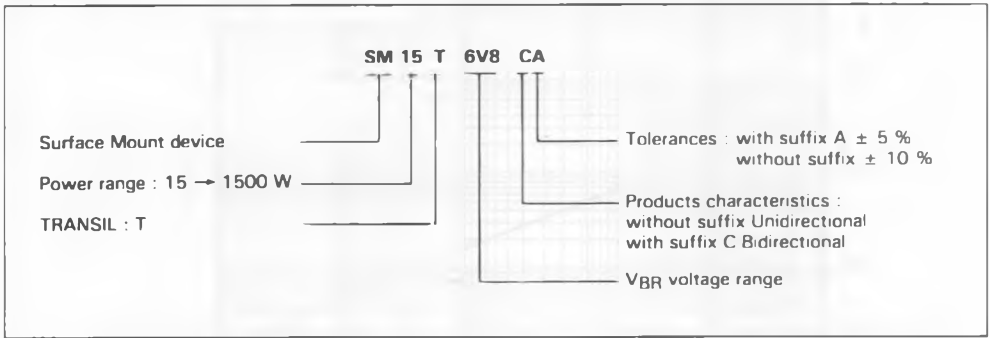 SM 15 T 6V8 CA
Surface Mount device
Power range : 15 → 1500 W
TRANSIL : T
Tolerances : with suffix A ± 5 %
without suffix ± 10 %
Products characteristics :
without suffix Unidirectional
with suffix C Bidirectional
VBR voltage range